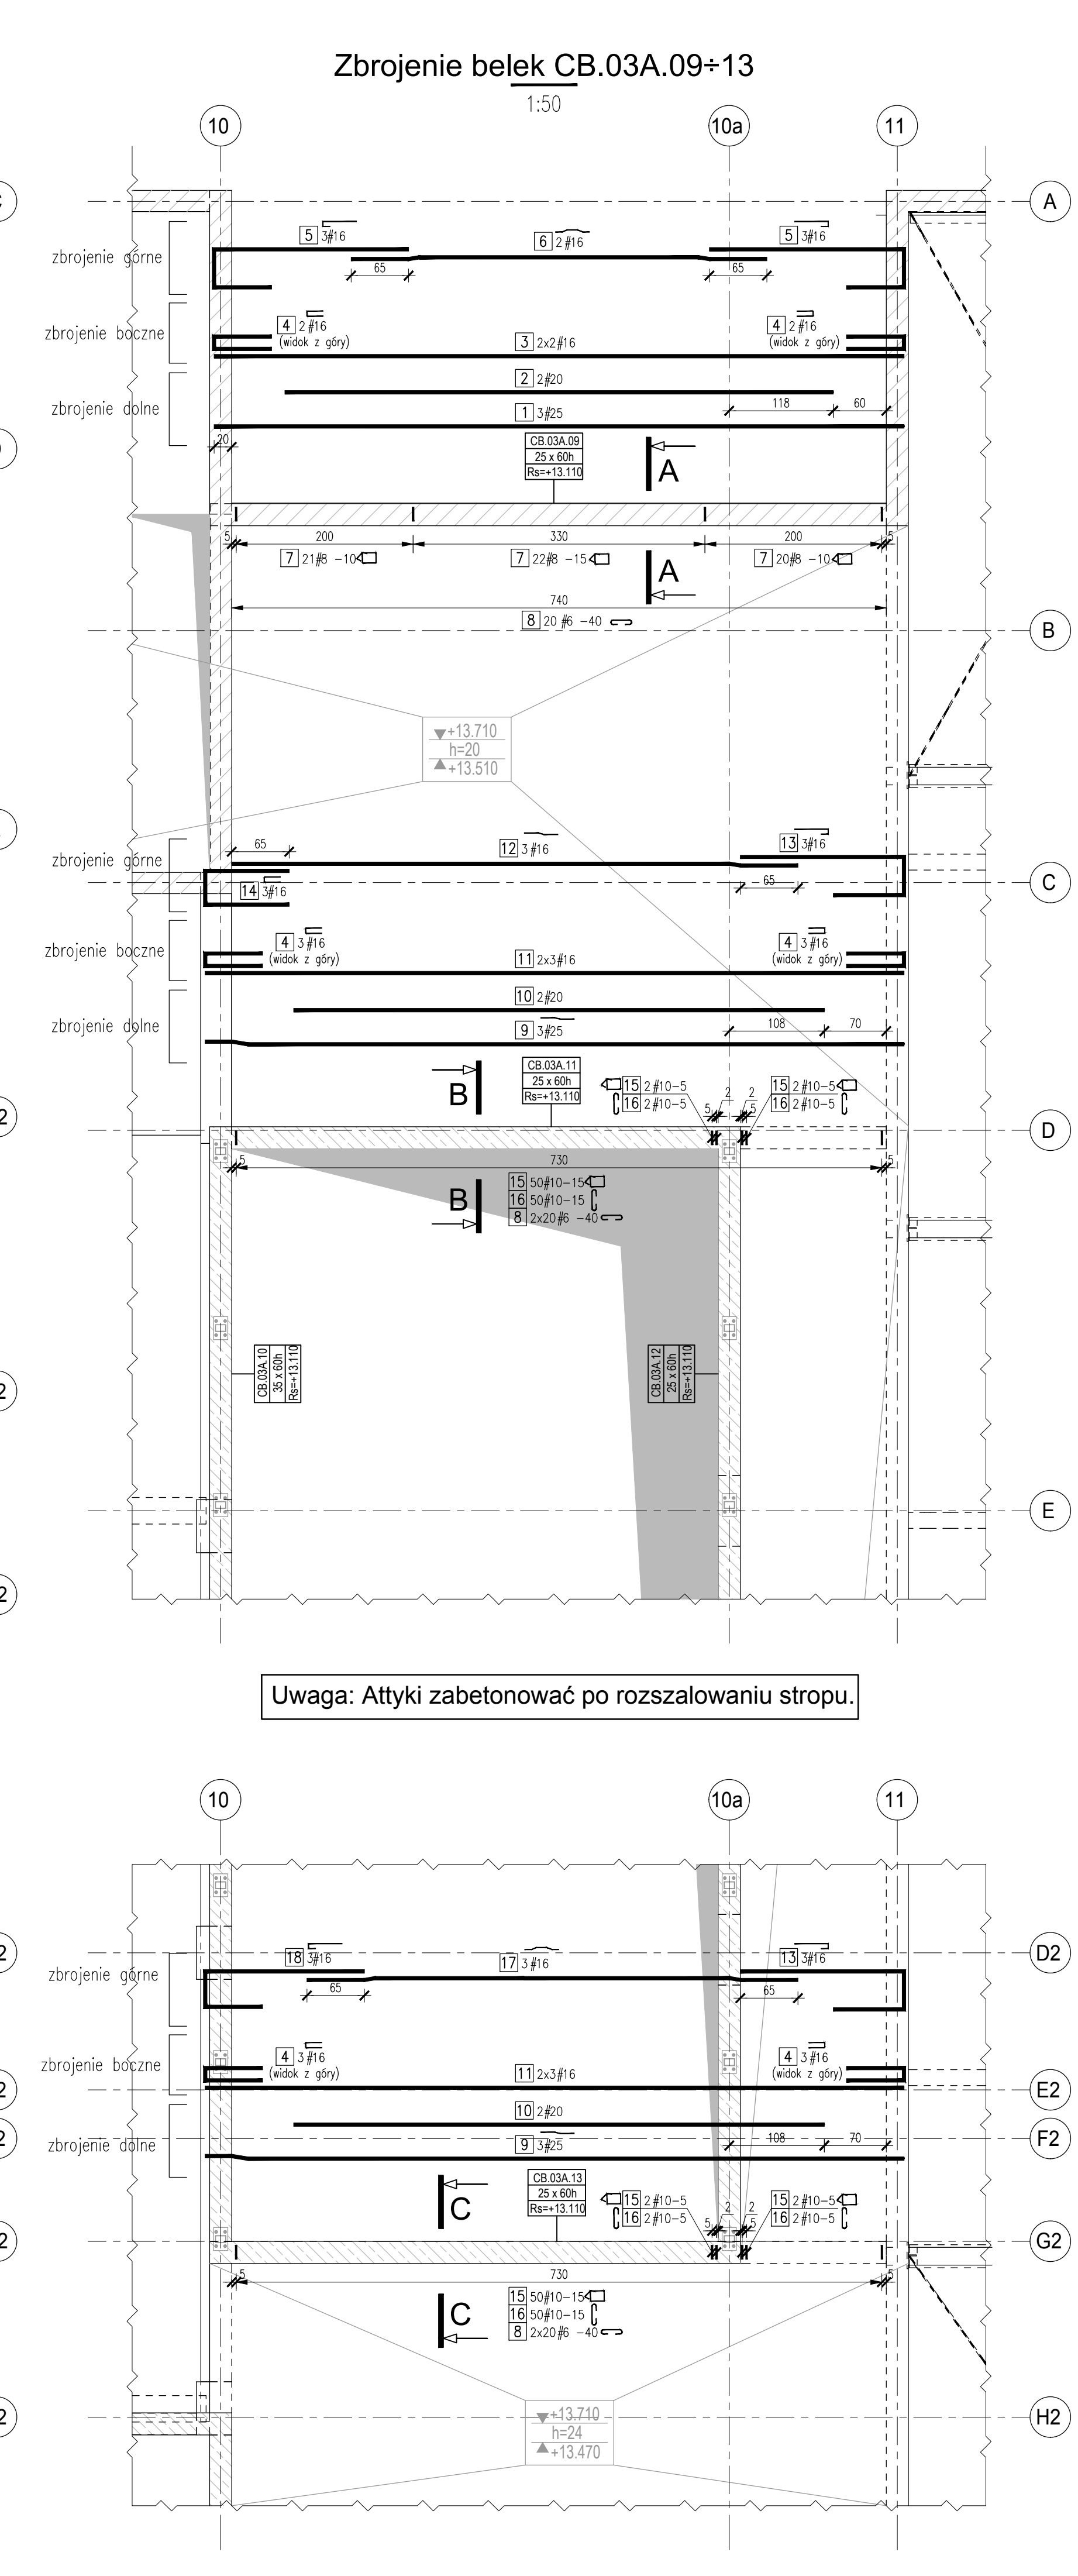 Zbrojenie belek CB.03A.09÷13
1:50
10
10a
11
A
zbrojenie górne
5 3#16
6 2#16
5 3#16
65
65
zbrojenie boczne
4 2#16
(widok z góry)
3 2x2#16
4 2#16
(widok z góry)
zbrojenie dolne
2 2#20
118
60
1 3#25
20
CB.03A.09
25 x 60h
Rs=+13.110
A
5
200
330
200
5
7 21#8 -10
7 22#8 -15
7 20#8 -10
A
740
8 20 #6 -40
B
+13.710
h=20
+13.510
zbrojenie górne
65
12 3#16
13 3#16
14 3#16
65
C
zbrojenie boczne
4 3#16
(widok z góry)
11 2x3#16
4 3#16
(widok z góry)
zbrojenie dolne
10 2#20
9 3#25
108
70
B
CB.03A.11
25 x 60h
Rs=+13.110
15 2#10-5
16 2#10-5
2
2
5
5
15 2#10-5
16 2#10-5
D
5
730
5
B
15 50#10-15
16 50#10-15
8 2x20#6 -40
CB.03A.10
35 x 60h
Rs=+13.110
CB.03A.12
25 x 60h
Rs=+13.110
E
Uwaga: Attyki zabetonować po rozszalowaniu stropu.
10
10a
11
D2
zbrojenie górne
18 3#16
17 3#16
13 3#16
65
65
zbrojenie boczne
4 3#16
(widok z góry)
11 2x3#16
4 3#16
(widok z góry)
E2
zbrojenie dolne
10 2#20
F2
9 3#25
108
70
C
CB.03A.13
25 x 60h
Rs=+13.110
15 2#10-5
16 2#10-5
2
2
5
5
15 2#10-5
16 2#10-5
G2
5
730
5
C
15 50#10-15
16 50#10-15
8 2x20#6 -40
+13.710
h=24
+13.470
H2